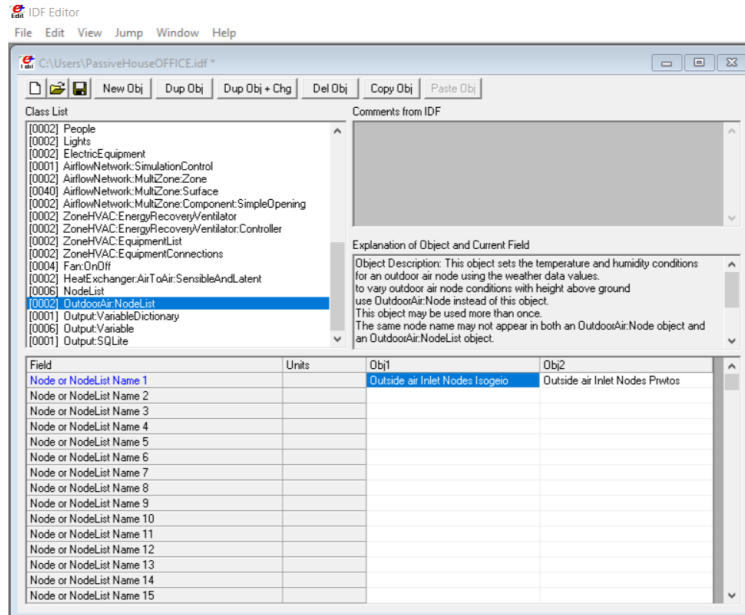 IDF Editor
File Edit View Jump Window Help
C:\Users\PassiveHouseOFFICE.idf *
New Obj Dup Obj Dup Obj + Chg Del Obj Copy Obj Paste Obj
Class List
[0002] People
[0002] Lights
[0002] ElectricEquipment
[0001] AirflowNetwork:SimulationControl
[0002] AirflowNetwork:MultiZone:Zone
[0040] AirflowNetwork:MultiZone:Surface
[0002] AirflowNetwork:MultiZone:Component:SimpleOpening
[0002] ZoneHVAC:EnergyRecoveryVentilator
[0002] ZoneHVAC:EnergyRecoveryVentilator:Controller
[0002] ZoneHVAC:EquipmentList
[0002] ZoneHVAC:EquipmentConnections
[0004] Fan:OnOff
[0002] HeatExchanger:AirToAir:SensibleAndLatent
[0006] NodeList
[0002] OutdoorAir:NodeList
[0001] Output:VariableDictionary
[0006] Output:Variable
[0001] Output:SQLite
Comments from IDF
Explanation of Object and Current Field
Object Description: This object sets the temperature and humidity conditions
for an outdoor air node using the weather data values.
to vary outdoor air node conditions with height above ground
use OutdoorAir:Node instead of this object.
This object may be used more than once.
The same node name may not appear in both an OutdoorAir:Node object and
an OutdoorAir:NodeList object.
Field Units Obj1 Obj2
Node or NodeList Name 1 Outside air Inlet Nodes Isogeio Outside air Inlet Nodes Prwtos
Node or NodeList Name 2
Node or NodeList Name 3
Node or NodeList Name 4
Node or NodeList Name 5
Node or NodeList Name 6
Node or NodeList Name 7
Node or NodeList Name 8
Node or NodeList Name 9
Node or NodeList Name 10
Node or NodeList Name 11
Node or NodeList Name 12
Node or NodeList Name 13
Node or NodeList Name 14
Node or NodeList Name 15